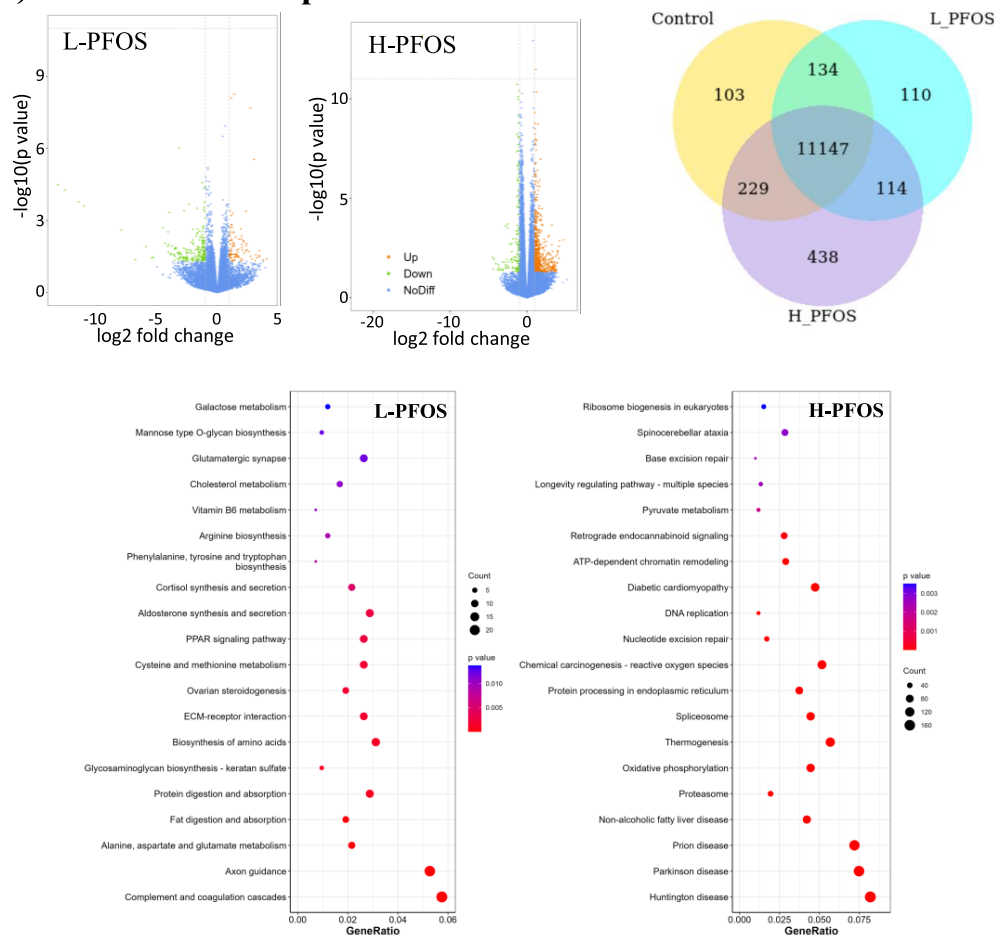 L-PFOS
9
6
3
0
-10
0
5
-log10(p value)
log2 fold change
H-PFOS
10
5
0
-20
-10
0
-log10(p value)
log2 fold change
Up
Down
NoDiff
Control
L_PFOS
134
103
110
11147
229
114
438
H_PFOS
L-PFOS
Galactose metabolism
Mannose type O-glycan biosynthesis
Glutamatergic synapse
Cholesterol metabolism
Vitamin B6 metabolism
Arginine biosynthesis
Phenylalanine, tyrosine and tryptophan
biosynthesis
Cortisol synthesis and secretion
Aldosterone synthesis and secretion
PPAR signaling pathway
Cysteine and methionine metabolism
Ovarian steroidogenesis
ECM-receptor interaction
Biosynthesis of amino acids
Glycosaminoglycan biosynthesis - keratan sulfate
Protein digestion and absorption
Fat digestion and absorption
Alanine, aspartate and glutamate metabolism
Axon guidance
Complement and coagulation cascades
0.00
0.02
0.04
0.06
GeneRatio
Count
5
10
15
20
p value
0.010
0.005
H-PFOS
Ribosome biogenesis in eukaryotes
Spinocerebellar ataxia
Base excision repair
Longevity regulating pathway - multiple species
Pyruvate metabolism
Retrograde endocannabinoid signaling
ATP-dependent chromatin remodeling
Diabetic cardiomyopathy
DNA replication
Nucleotide excision repair
Chemical carcinogenesis - reactive oxygen species
Protein processing in endoplasmic reticulum
Spliceosome
Thermogenesis
Oxidative phosphorylation
Proteasome
Non-alcoholic fatty liver disease
Prion disease
Parkinson disease
Huntington disease
0.000
0.025
0.050
0.075
GeneRatio
p value
0.003
0.002
0.001
Count
40
80
120
160